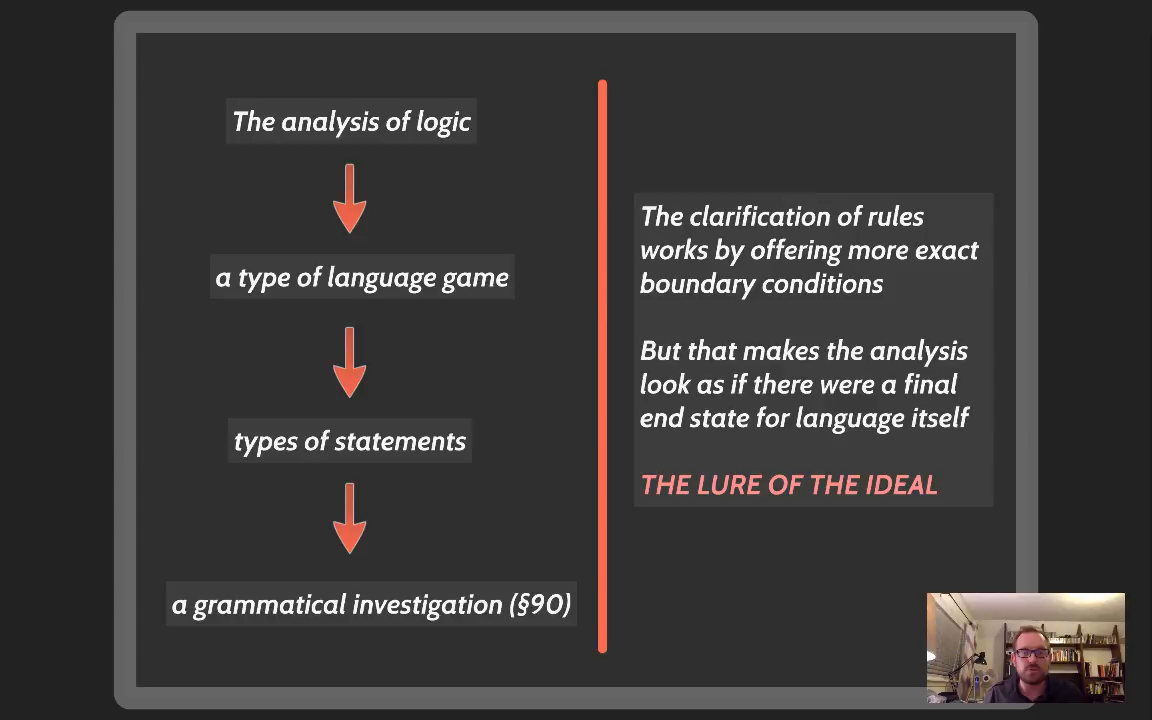 The analysis of logic
a type of language game
types of statements
a grammatical investigation (§90)
The clarification of rules
works by offering more exact
boundary conditions
But that makes the analysis
look as if there were a final
end state for language itself
THE LURE OF THE IDEAL